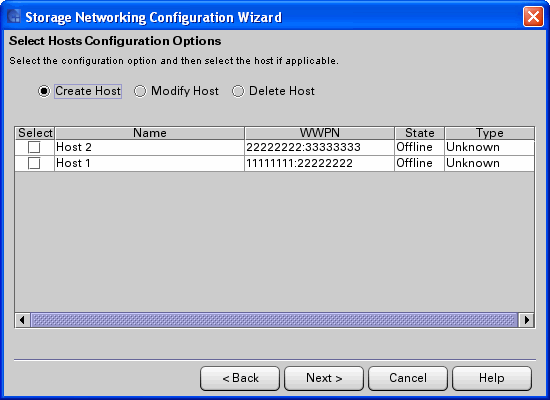 Storage Networking Configuration Wizard
Select Hosts Configuration Options
Select the configuration option and then select the host if applicable.
Create Host Modify Host Delete Host
Select Name WWPN State Type
Host 2 22222222:33333333 Offline Unknown
Host 1 11111111:22222222 Offline Unknown
< Back Next > Cancel Help